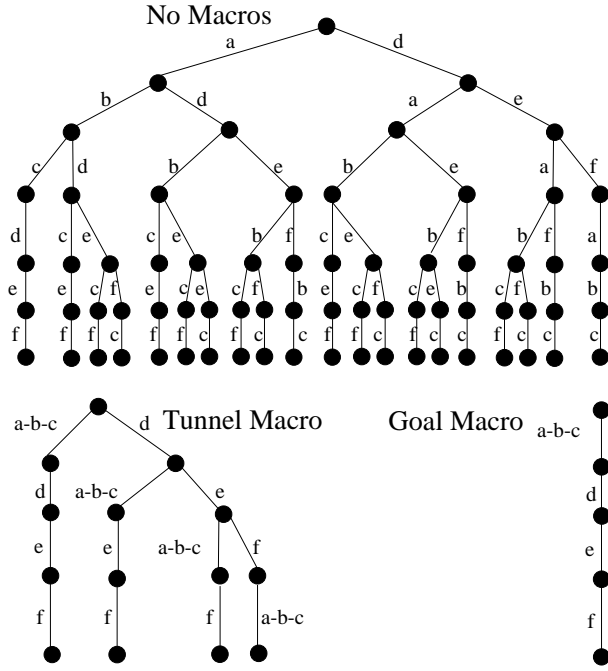 No Macros
a d
b d a e
c d b e b e a f
d c e c e b f c e b f b f a
e e c f e c e c f b e c f c e b c f b b
f f f c f f c f c c f f c f c c f c c c
Tunnel Macro
a-b-c d
d a-b-c e
e e a-b-c f
f f f a-b-c
Goal Macro
a-b-c
d
e
f